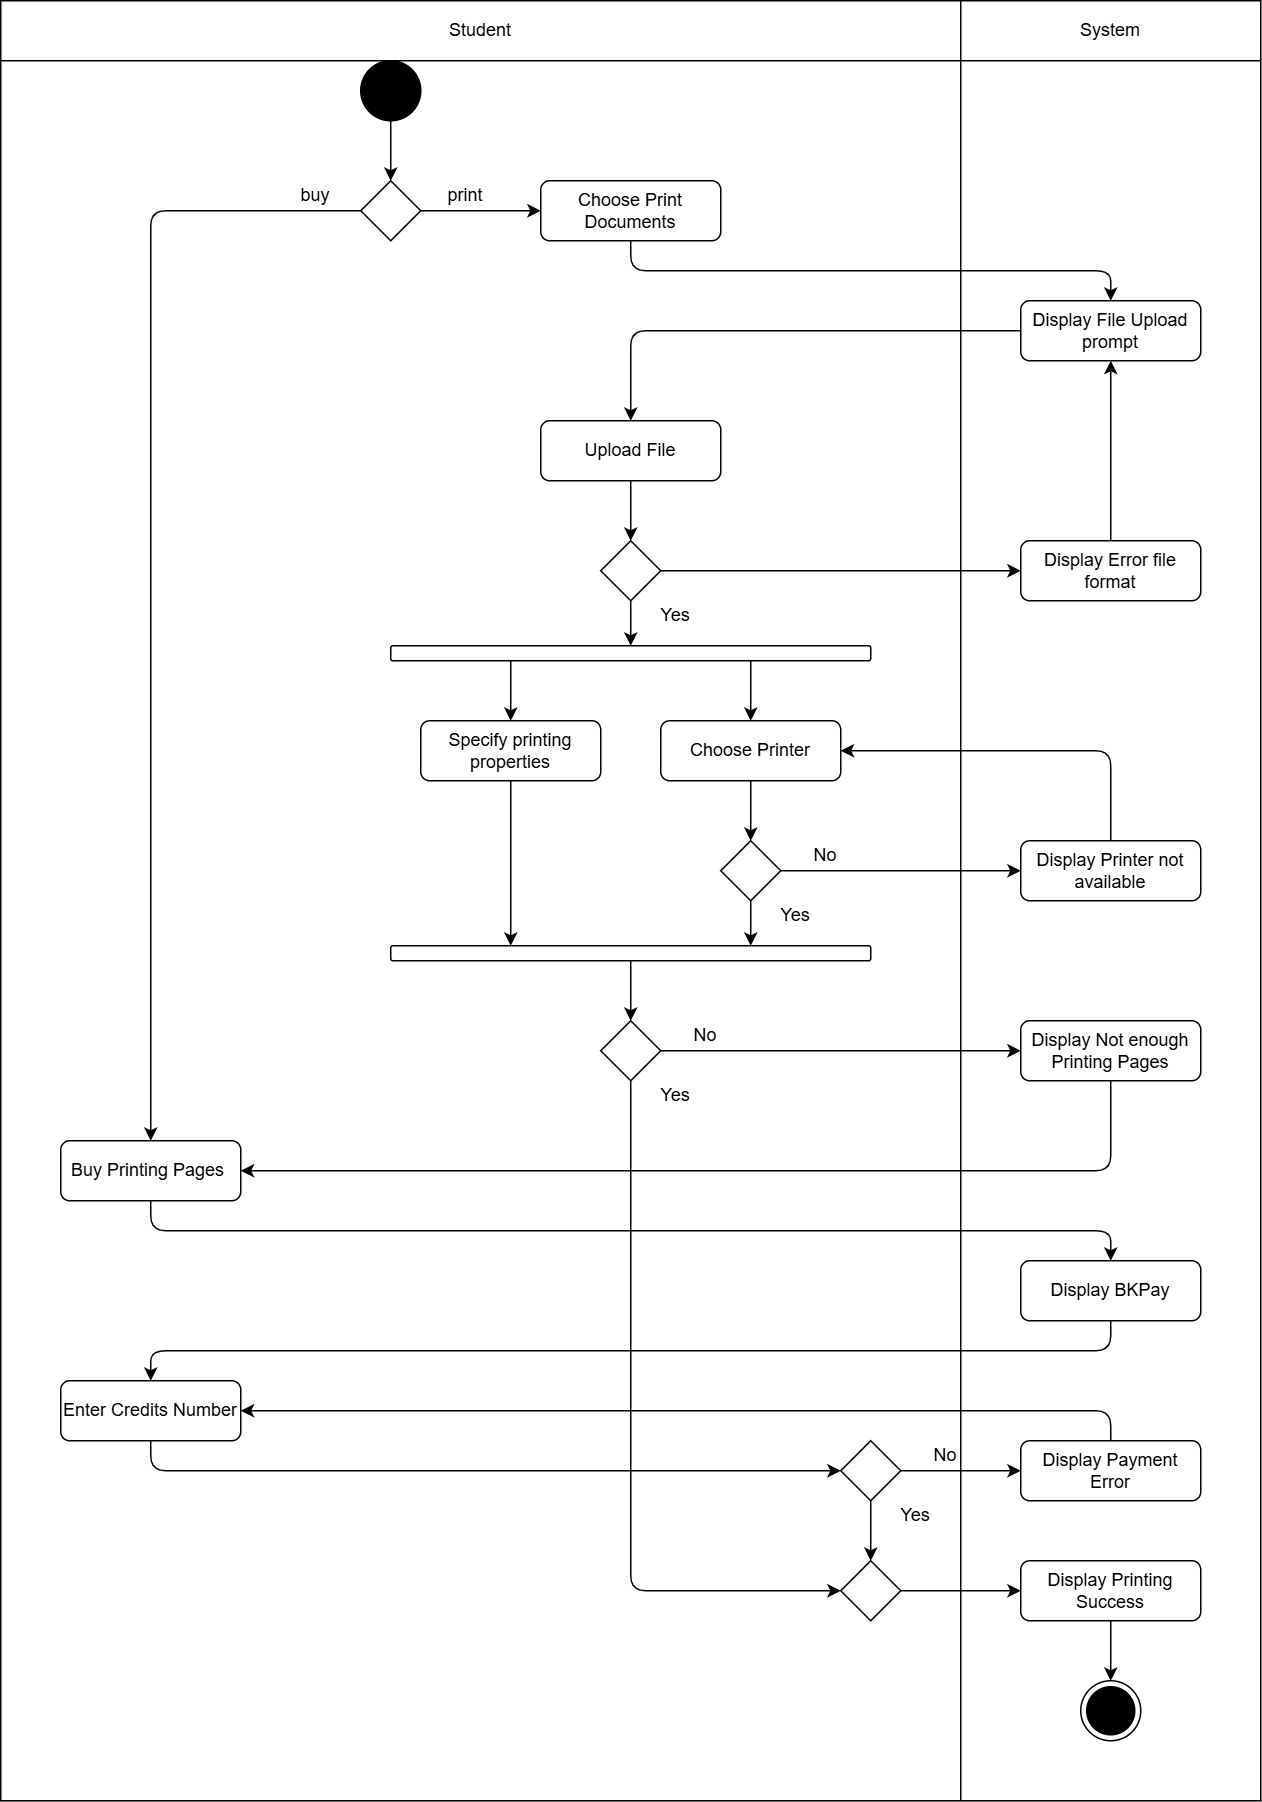 Student
System
buy
print
Choose Print
Documents
Display File Upload
prompt
Upload File
Display Error file
format
Yes
Specify printing
properties
Choose Printer
No
Display Printer not
available
Yes
No
Display Not enough
Printing Pages
Yes
Buy Printing Pages
Display BKPay
Enter Credits Number
No
Display Payment
Error
Yes
Display Printing
Success